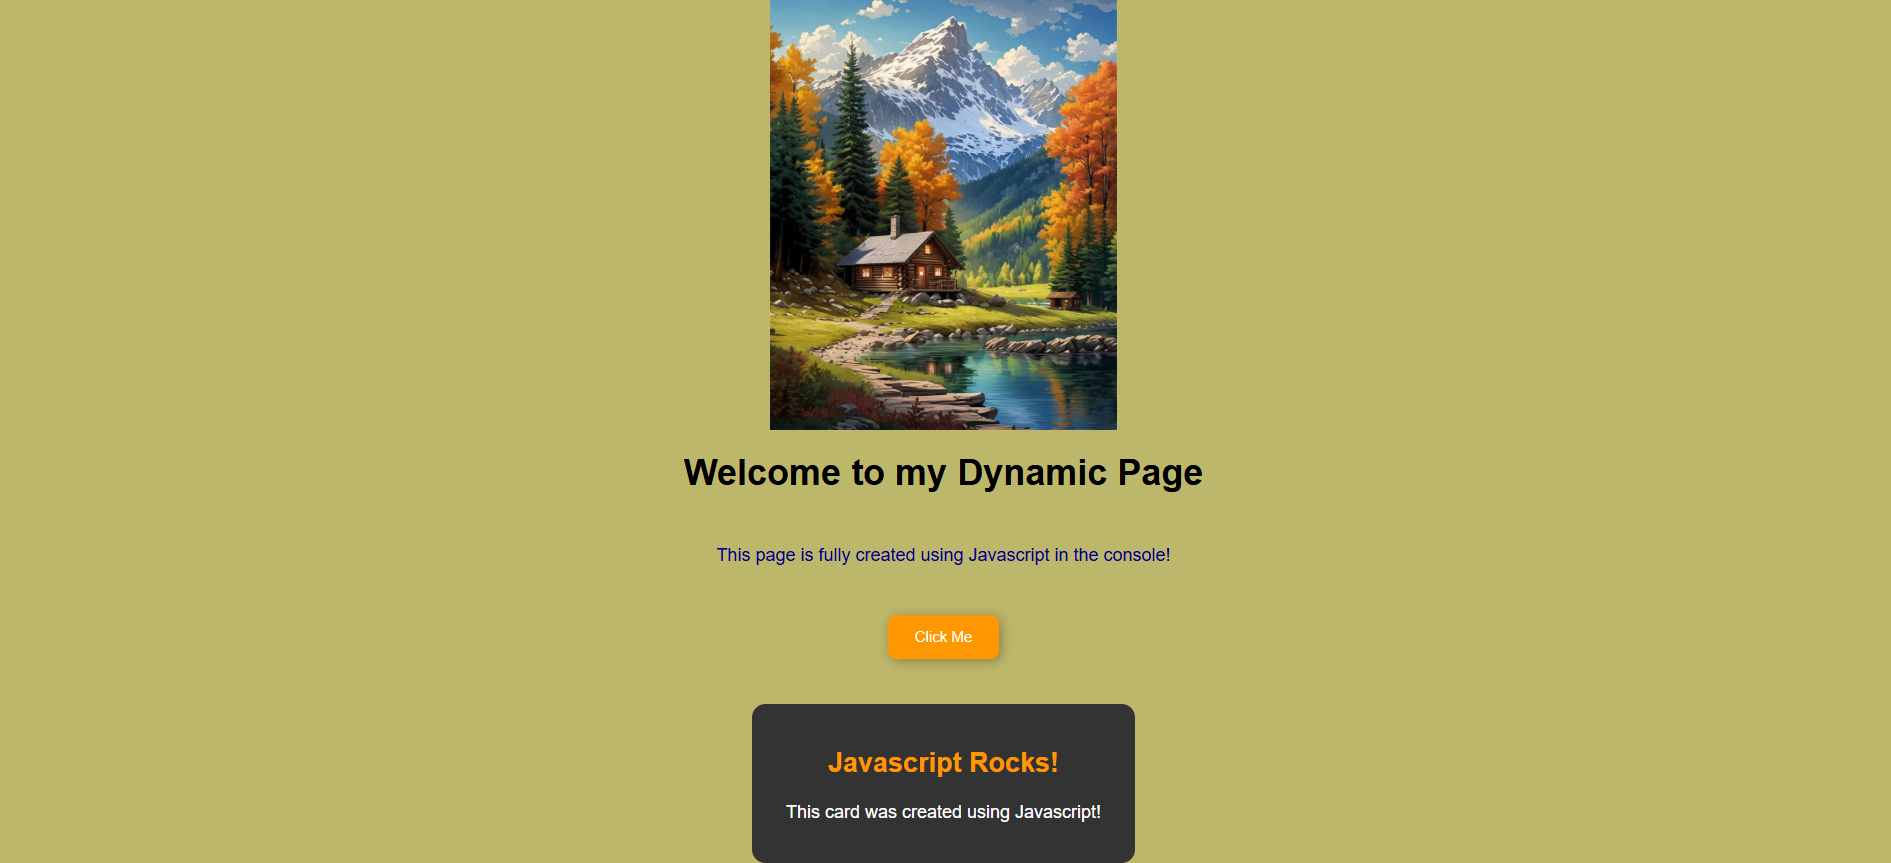 Welcome to my Dynamic Page
This page is fully created using Javascript in the console!
Click Me
Javascript Rocks!
This card was created using Javascript!